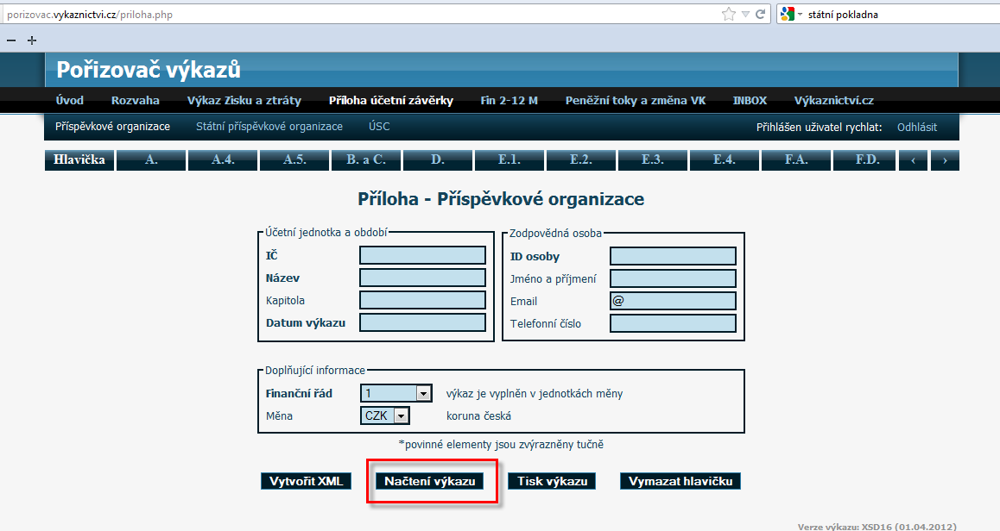 porizovac.vykaznictvi.cz/priloha.php
státní pokladna
Pořizovač výkazů
Úvod Rozvaha Výkaz Zisku a ztráty Příloha účetní závěrky Fin 2-12 M Peněžní toky a změna VK INBOX Výkaznictví.cz
Příspěvkové organizace Státní příspěvkové organizace ÚSC Přihlášen uživatel rychlat: Odhlásit
Hlavička A. A.4. A.5. B. a C. D. E.1. E.2. E.3. E.4. F.A. F.D. ‹ ›
Příloha - Příspěvkové organizace
Účetní jednotka a období
IČ
Název
Kapitola
Datum výkazu
Zodpovědná osoba
ID osoby
Jméno a příjmení
Email @
Telefonní číslo
Doplňující informace
Finanční řád 1 výkaz je vyplněn v jednotkách měny
Měna CZK koruna česká
*povinné elementy jsou zvýrazněny tučně
Vytvořit XML Načtení výkazu Tisk výkazu Vymazat hlavičku
Verze výkazu: XSD16 (01.04.2012)